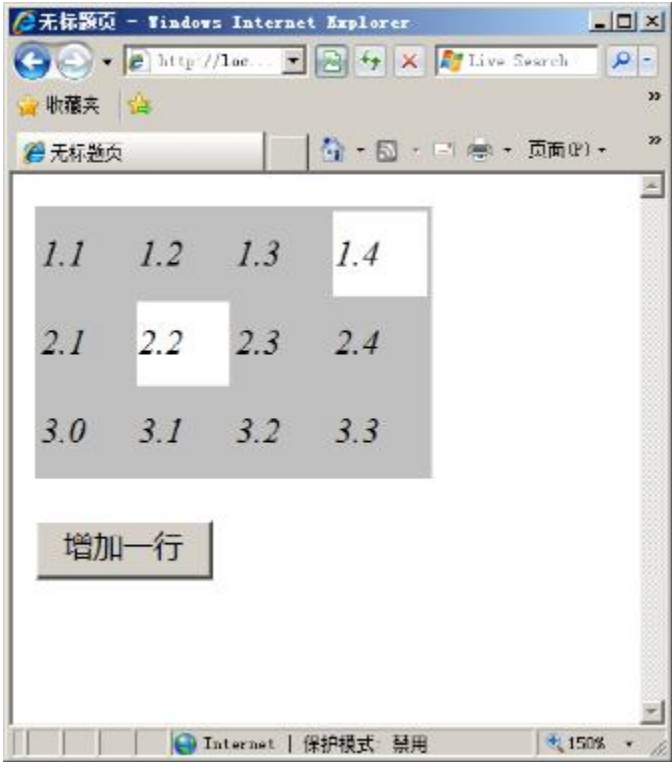 无标题页 - Windows Internet Explorer
http://loc...
Live Search
收藏夹
无标题页
页面(P)
1.1 1.2 1.3 1.4
2.1 2.2 2.3 2.4
3.0 3.1 3.2 3.3
增加一行
Internet | 保护模式: 禁用
150%